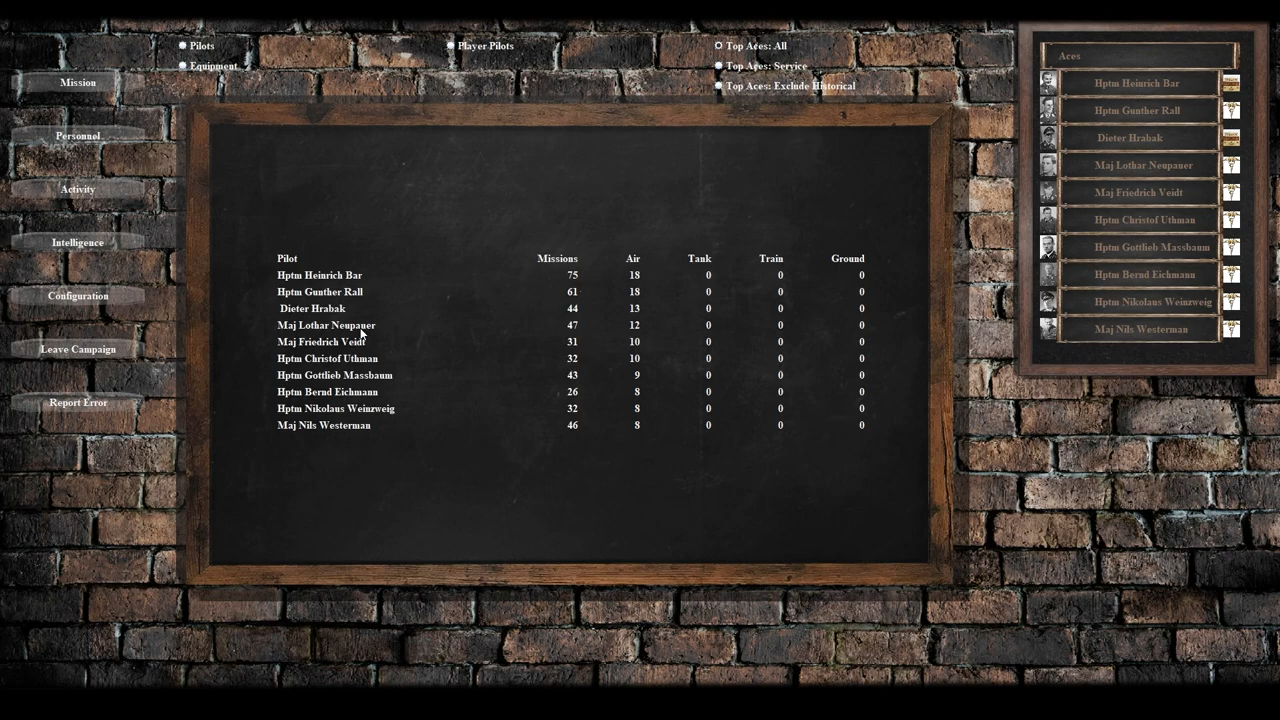 Pilots
Player Pilots
Top Aces: All
Equipment
Top Aces: Service
Top Aces: Exclude Historical
Mission
Personnel
Activity
Intelligence
Configuration
Leave Campaign
Report Error
Pilot Missions Air Tank Train Ground
Hptm Heinrich Bar 75 18 0 0 0
Hptm Gunther Rall 61 18 0 0 0
Dieter Hrabak 44 13 0 0 0
Maj Lothar Neupauer 47 12 0 0 0
Maj Friedrich Veidt 31 10 0 0 0
Hptm Christof Uthman 32 10 0 0 0
Hptm Gottlieb Massbaum 43 9 0 0 0
Hptm Bernd Eichmann 26 8 0 0 0
Hptm Nikolaus Weinzweig 32 8 0 0 0
Maj Nils Westerman 46 8 0 0 0
Aces
Hptm Heinrich Bar
Hptm Gunther Rall
Dieter Hrabak
Maj Lothar Neupauer
Maj Friedrich Veidt
Hptm Christof Uthman
Hptm Gottlieb Massbaum
Hptm Bernd Eichmann
Hptm Nikolaus Weinzweig
Maj Nils Westerman